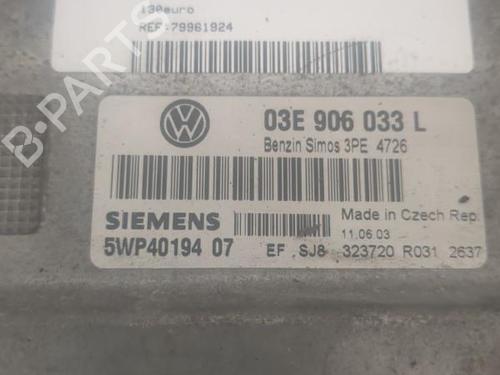 130euro
REF:79961924
03E 906 033 L
Benzin Simos 3PE 4726
SIEMENS
Made in Czech Rep.
11.06.03
5WP40194 07
EF SJ8 323720 R031 2637
B-PARTS